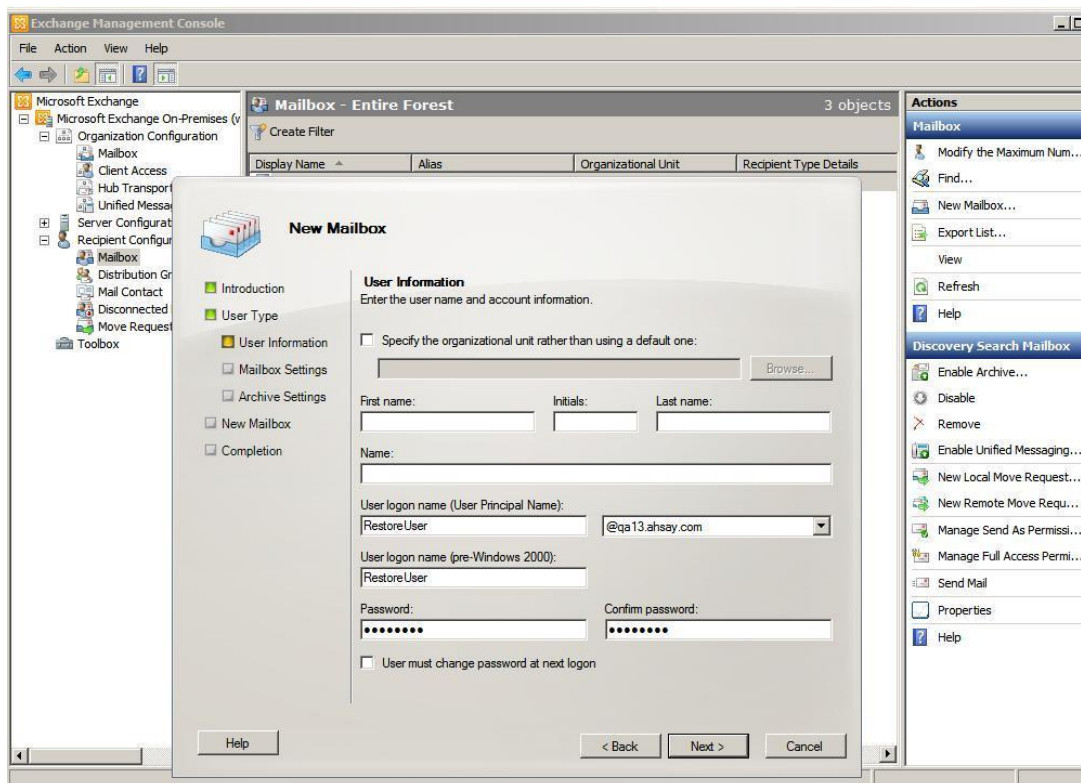 Exchange Management Console
File Action View Help
Microsoft Exchange
Microsoft Exchange On-Premises (v
Organization Configuration
Mailbox
Client Access
Hub Transport
Unified Messa
Server Configurat
Recipient Configur
Mailbox
Distribution Gr
Mail Contact
Disconnected
Move Request
Toolbox
Mailbox - Entire Forest 3 objects
Create Filter
Display Name Alias Organizational Unit Recipient Type Details
New Mailbox
Introduction
User Type
User Information
Mailbox Settings
Archive Settings
New Mailbox
Completion
User Information
Enter the user name and account information.
Specify the organizational unit rather than using a default one:
Browse...
First name: Initials: Last name:
Name:
User logon name (User Principal Name):
RestoreUser @qa13.ahsay.com
User logon name (pre-Windows 2000):
RestoreUser
Password: Confirm password:
User must change password at next logon
Help < Back Next > Cancel
Actions
Mailbox
Modify the Maximum Num...
Find...
New Mailbox...
Export List...
View
Refresh
Help
Discovery Search Mailbox
Enable Archive...
Disable
Remove
Enable Unified Messaging...
New Local Move Request...
New Remote Move Requ...
Manage Send As Permissi...
Manage Full Access Permi...
Send Mail
Properties
Help